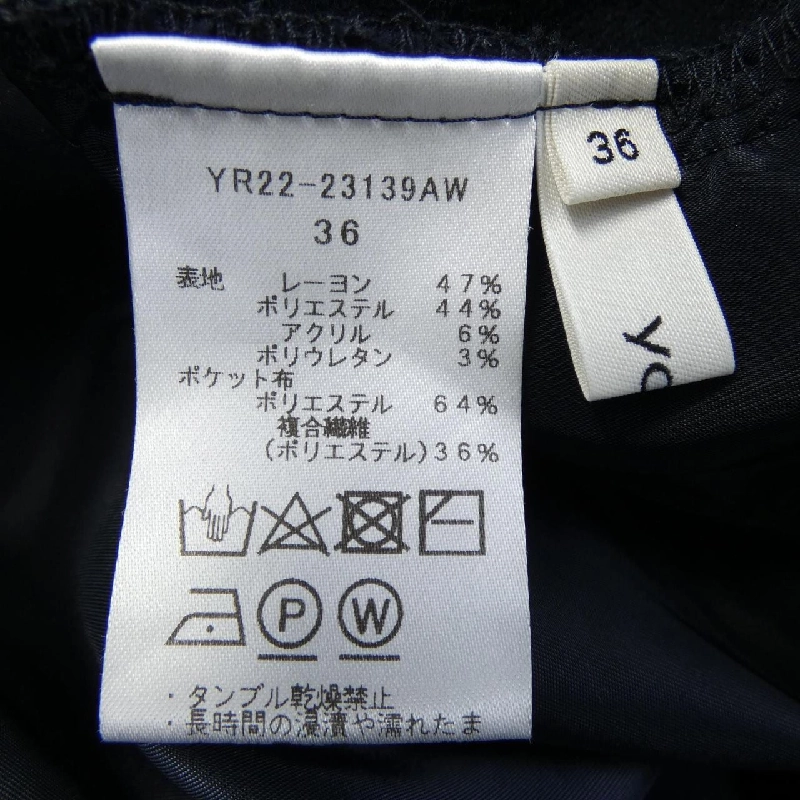 YR22-23139AW
36
表地 レーヨン 47%
ポリエステル 44%
アクリル 6%
ポリウレタン 3%
ポケット布
ポリエステル 64%
複合繊維
(ポリエステル)36%
P W
・タンブル乾燥禁止
・長時間の浸漬や濡れたま
36
yo